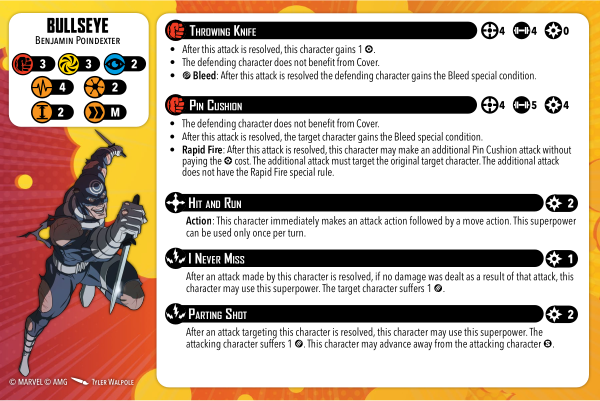 BULLSEYE
BENJAMIN POINDEXTER
3 3 2
4 2
2 M
THROWING KNIFE 4 4 0
• After this attack is resolved, this character gains 1 .
• The defending character does not benefit from Cover.
• Bleed: After this attack is resolved the defending character gains the Bleed special condition.
PIN CUSHION 4 5 4
• The defending character does not benefit from Cover.
• After this attack is resolved, the target character gains the Bleed special condition.
• Rapid Fire: After this attack is resolved, this character may make an additional Pin Cushion attack without
paying the cost. The additional attack must target the original target character. The additional attack
does not have the Rapid Fire special rule.
HIT AND RUN 2
Action: This character immediately makes an attack action followed by a move action. This superpower
can be used only once per turn.
I NEVER MISS 1
After an attack made by this character is resolved, if no damage was dealt as a result of that attack, this
character may use this superpower. The target character suffers 1 .
PARTING SHOT 2
After an attack targeting this character is resolved, this character may use this superpower. The
attacking character suffers 1 . This character may advance away from the attacking character S.
© MARVEL © AMG TYLER WALPOLE